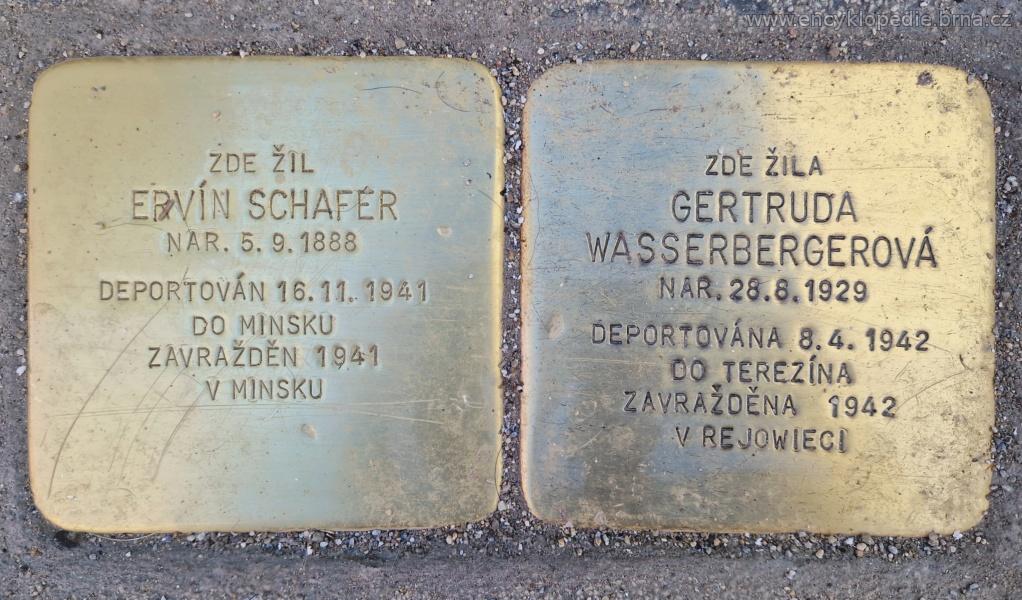 www.encyklopedie.brna.cz
ZDE ŽIL
ERVÍN SCHAFÉR
NAR. 5.9.1888
DEPORTOVÁN 16.11.1941
DO MINSKU
ZAVRAŽDĚN 1941
V MINSKU
ZDE ŽILA
GERTRUDA
WASSERBERGEROVÁ
NAR. 28.8.1929
DEPORTOVÁNA 8.4.1942
DO TEREZÍNA
ZAVRAŽDĚNA 1942
V REJOWIECI